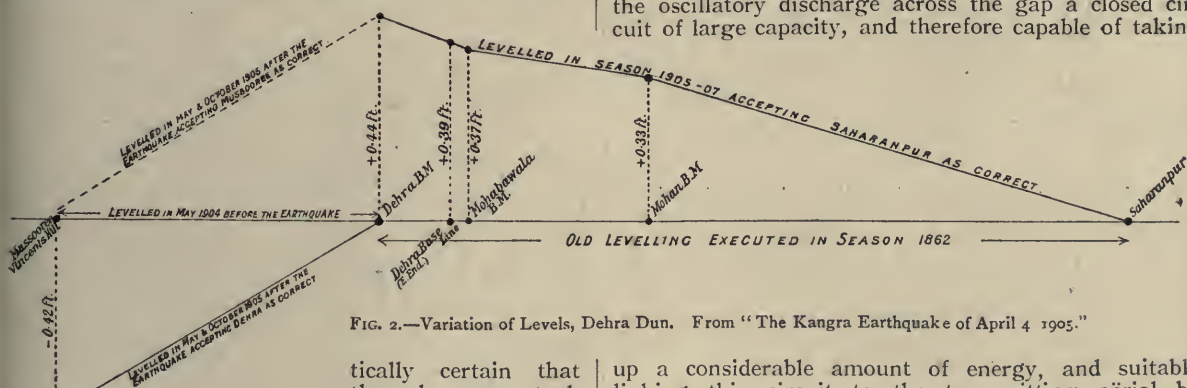 the oscillatory discharge across the gap a closed cir-
cuit of large capacity, and therefore capable of takin
LEVELLED IN MAY & OCTOBER 1905 AFTER THE
EARTHQUAKE ACCEPTING MUSSOOREE AS CORRECT
LEVELLED IN SEASON 1905-07 ACCEPTING SAHARANPUR AS CORRECT.
+0.44 ft.
+0.39 ft.
+0.37 ft.
+0.33 ft.
Mussooree
Vincent's Hill
LEVELLED IN MAY 1904 BEFORE THE EARTHQUAKE
Dehra B.M
Dehra Base Line
(E. End.)
Mohabawala
B.M.
Mohan B.M
Saharanpur
OLD LEVELLING EXECUTED IN SEASON 1862
-0.42 ft.
LEVELLED IN MAY & OCTOBER 1905 AFTER THE
EARTHQUAKE ACCEPTING DEHRA AS CORRECT
FIG. 2.—Variation of Levels, Dehra Dun. From "The Kangra Earthquake of April 4 1905."
tically certain that
up a considerable amount of energy, and suitabl